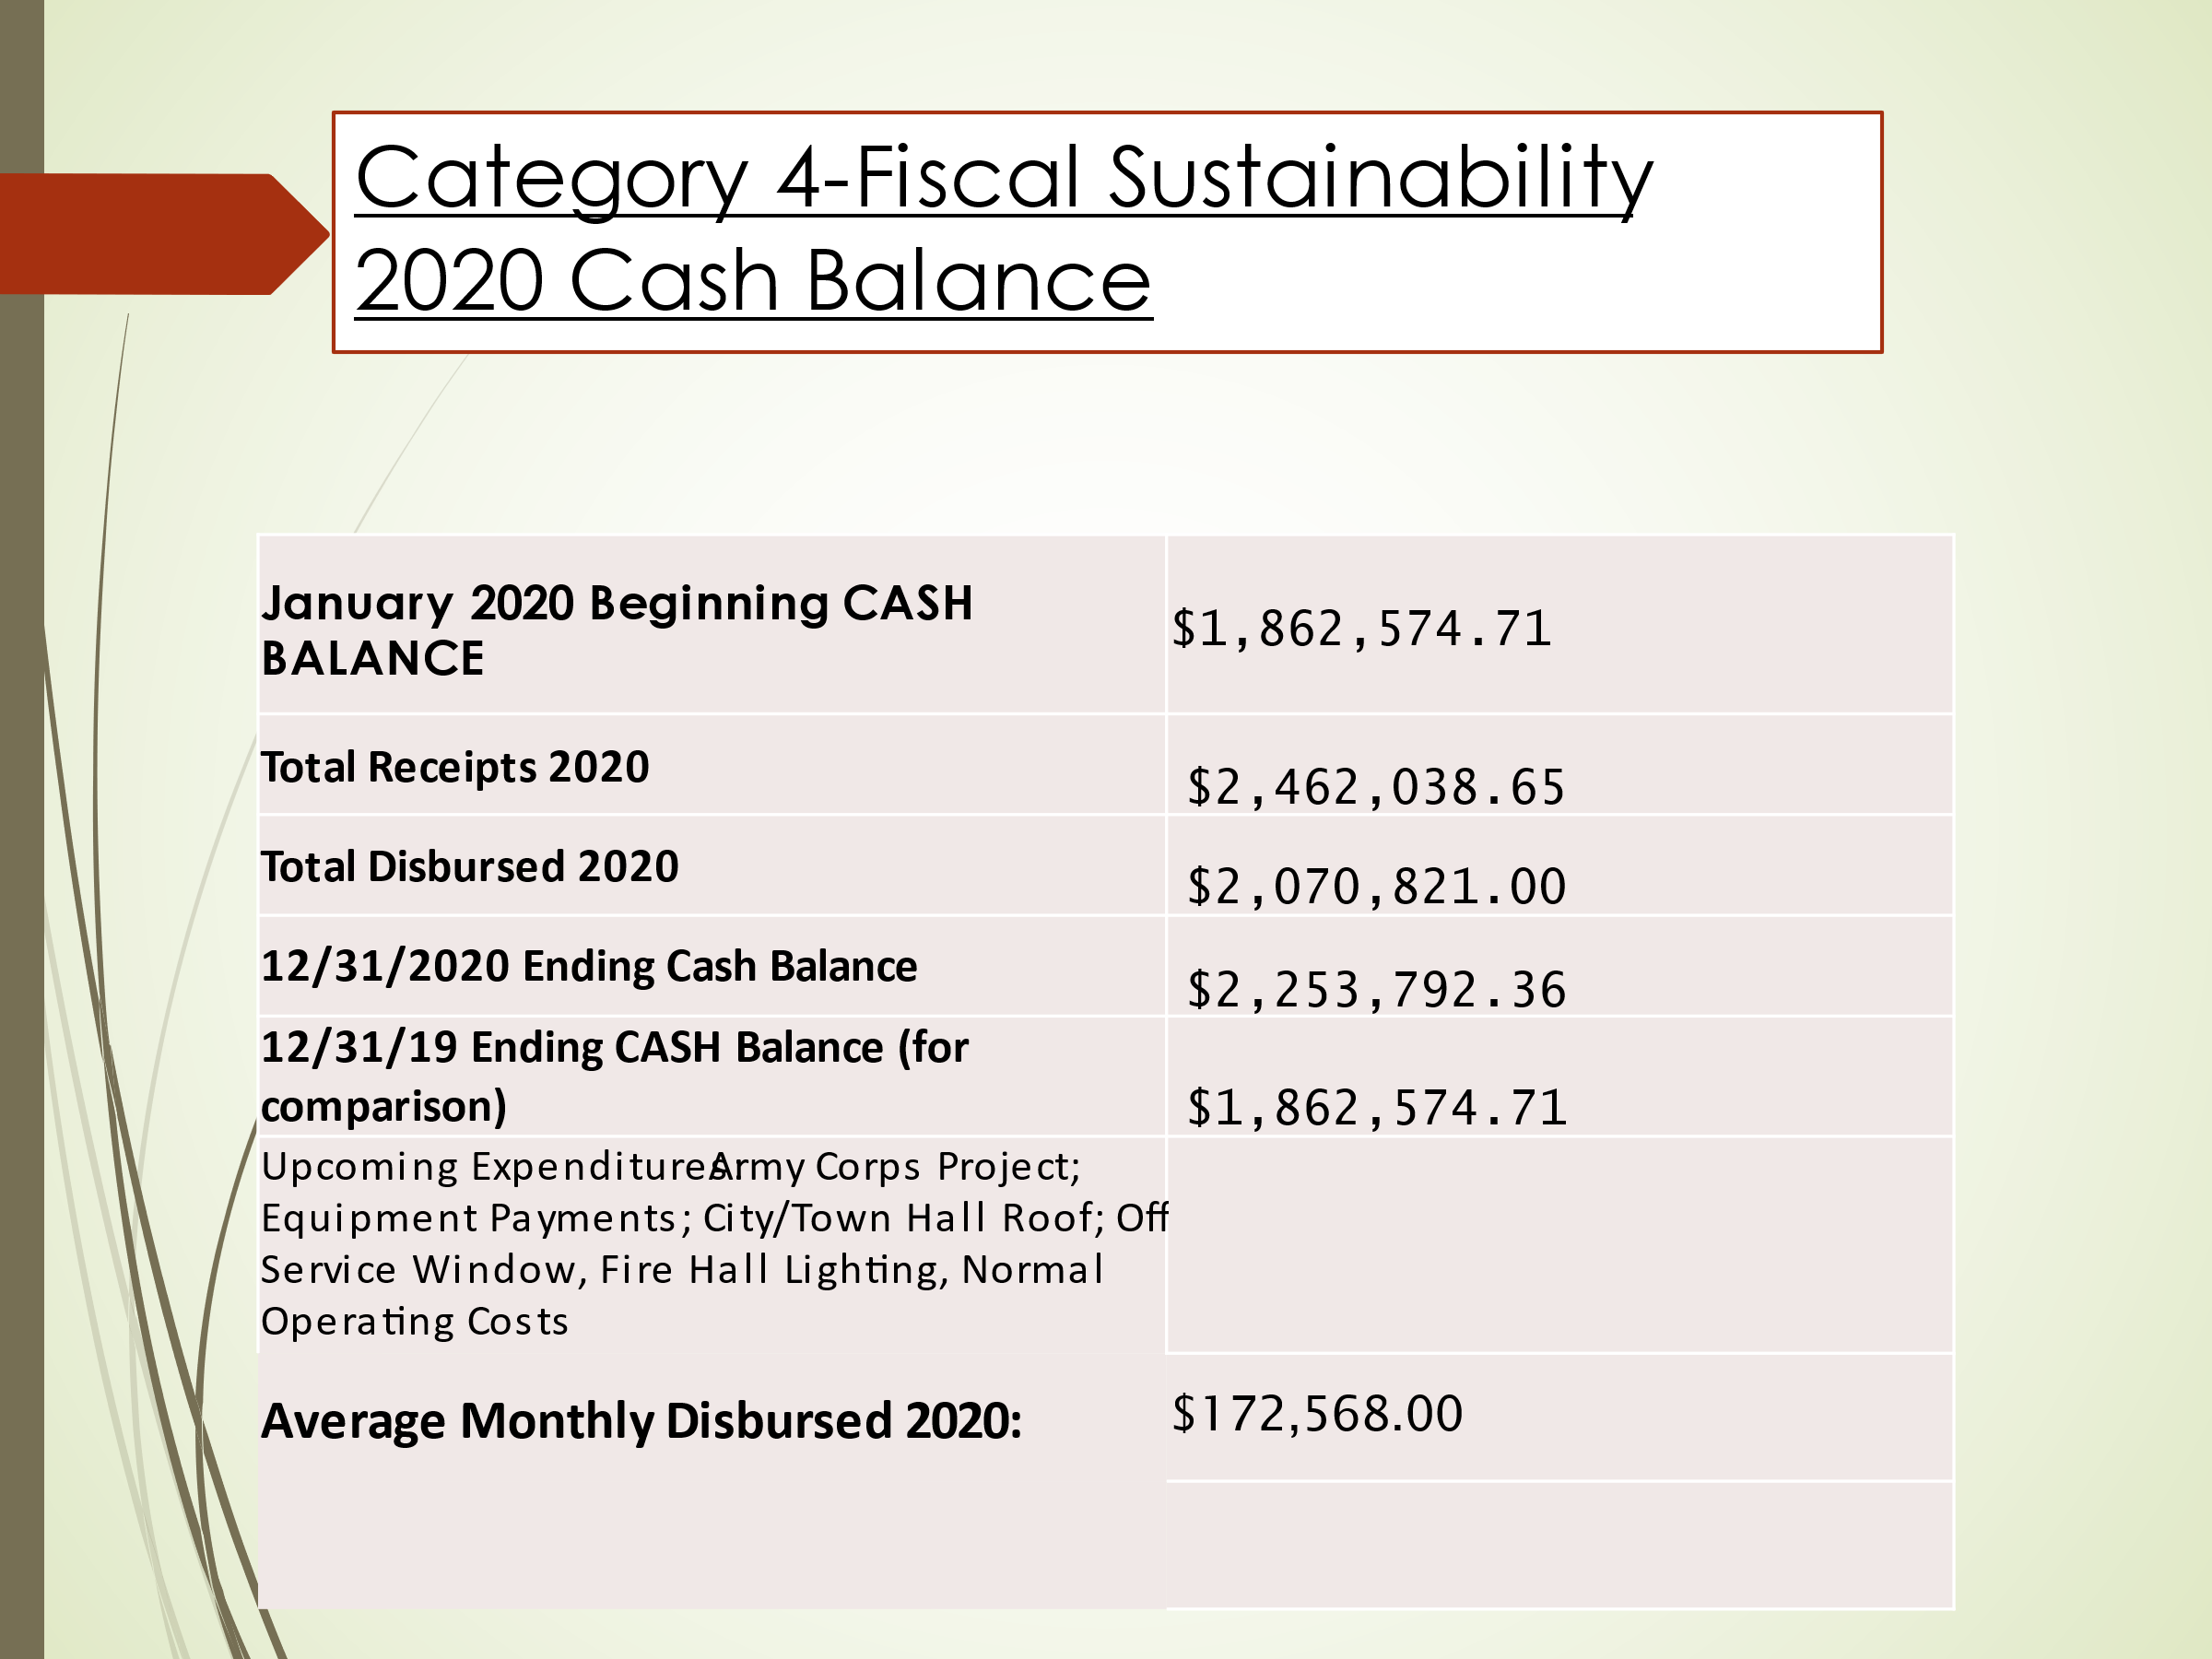 Category 4-Fiscal Sustainability
2020 Cash Balance
January 2020 Beginning CASH
BALANCE
$1,862,574.71
Total Receipts 2020
$2,462,038.65
Total Disbursed 2020
$2,070,821.00
12/31/2020 Ending Cash Balance
$2,253,792.36
12/31/19 Ending CASH Balance (for
comparison)
$1,862,574.71
Upcoming Expenditures: Army Corps Project;
Equipment Payments; City/Town Hall Roof; Off
Service Window, Fire Hall Lighting, Normal
Operating Costs
Average Monthly Disbursed 2020:
$172,568.00